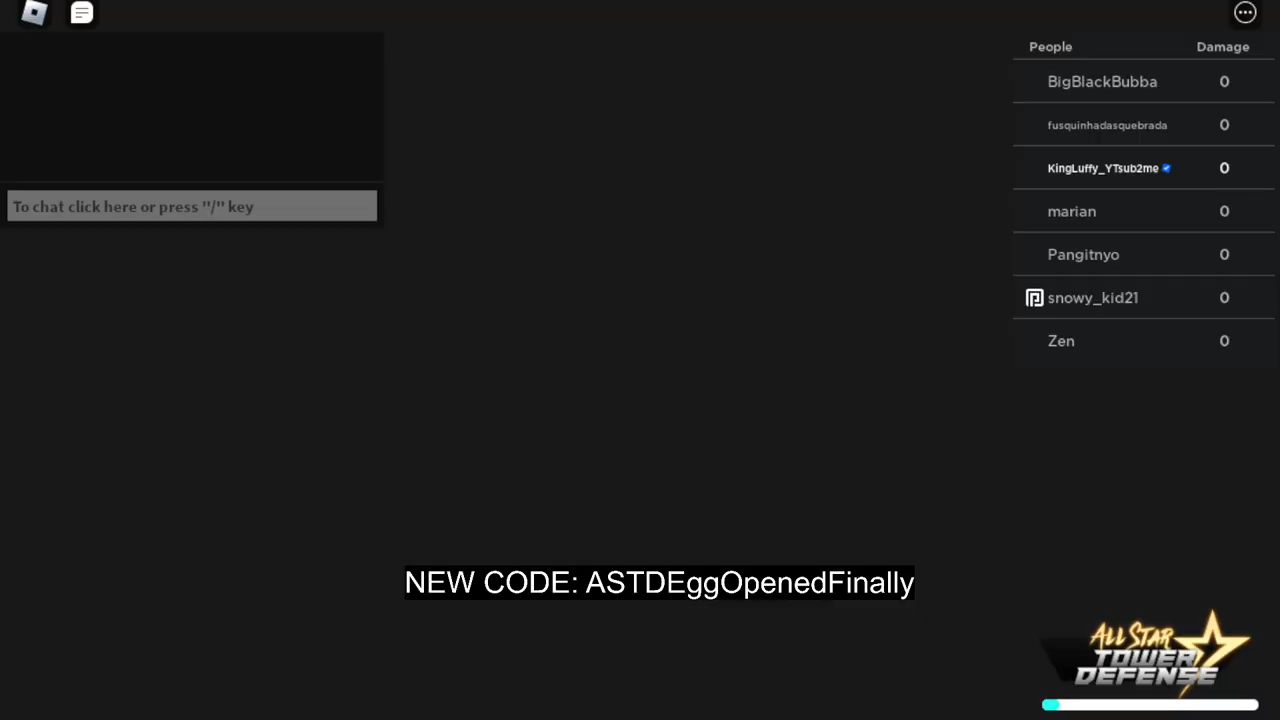 People Damage
BigBlackBubba 0
fusquinhadasquebrada 0
KingLuffy_YTsub2me 0
marian 0
Pangitnyo 0
snowy_kid21 0
Zen 0
To chat click here or press "/" key
NEW CODE: ASTDEggOpenedFinally
ALL STAR
TOWER
DEFENSE